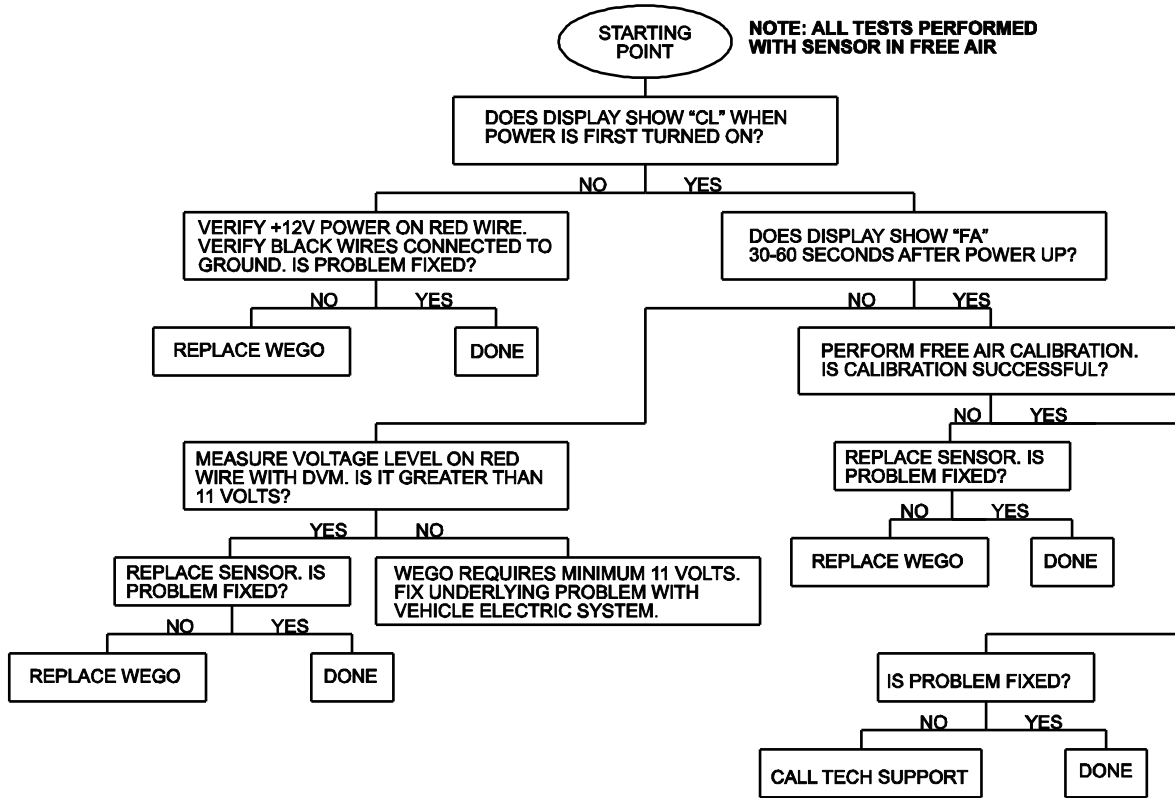 STARTING
POINT
NOTE: ALL TESTS PERFORMED
WITH SENSOR IN FREE AIR
DOES DISPLAY SHOW “CL” WHEN
POWER IS FIRST TURNED ON?
NO
YES
VERIFY +12V POWER ON RED WIRE.
VERIFY BLACK WIRES CONNECTED TO
GROUND. IS PROBLEM FIXED?
DOES DISPLAY SHOW “FA”
30-60 SECONDS AFTER POWER UP?
NO
YES
REPLACE WEGO
DONE
NO
YES
PERFORM FREE AIR CALIBRATION.
IS CALIBRATION SUCCESSFUL?
NO
YES
MEASURE VOLTAGE LEVEL ON RED
WIRE WITH DVM. IS IT GREATER THAN
11 VOLTS?
REPLACE SENSOR. IS
PROBLEM FIXED?
NO
YES
REPLACE WEGO
DONE
YES
NO
REPLACE SENSOR. IS
PROBLEM FIXED?
WEGO REQUIRES MINIMUM 11 VOLTS.
FIX UNDERLYING PROBLEM WITH
VEHICLE ELECTRIC SYSTEM.
NO
YES
REPLACE WEGO
DONE
IS PROBLEM FIXED?
NO
YES
CALL TECH SUPPORT
DONE